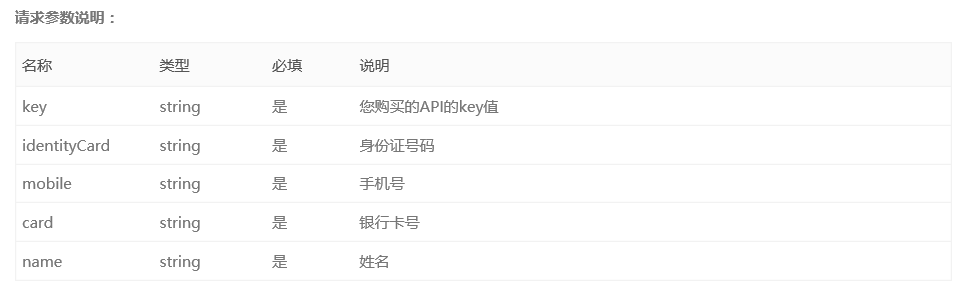 请求参数说明：
名称 类型 必填 说明
key string 是 您购买的API的key值
identityCard string 是 身份证号码
mobile string 是 手机号
card string 是 银行卡号
name string 是 姓名